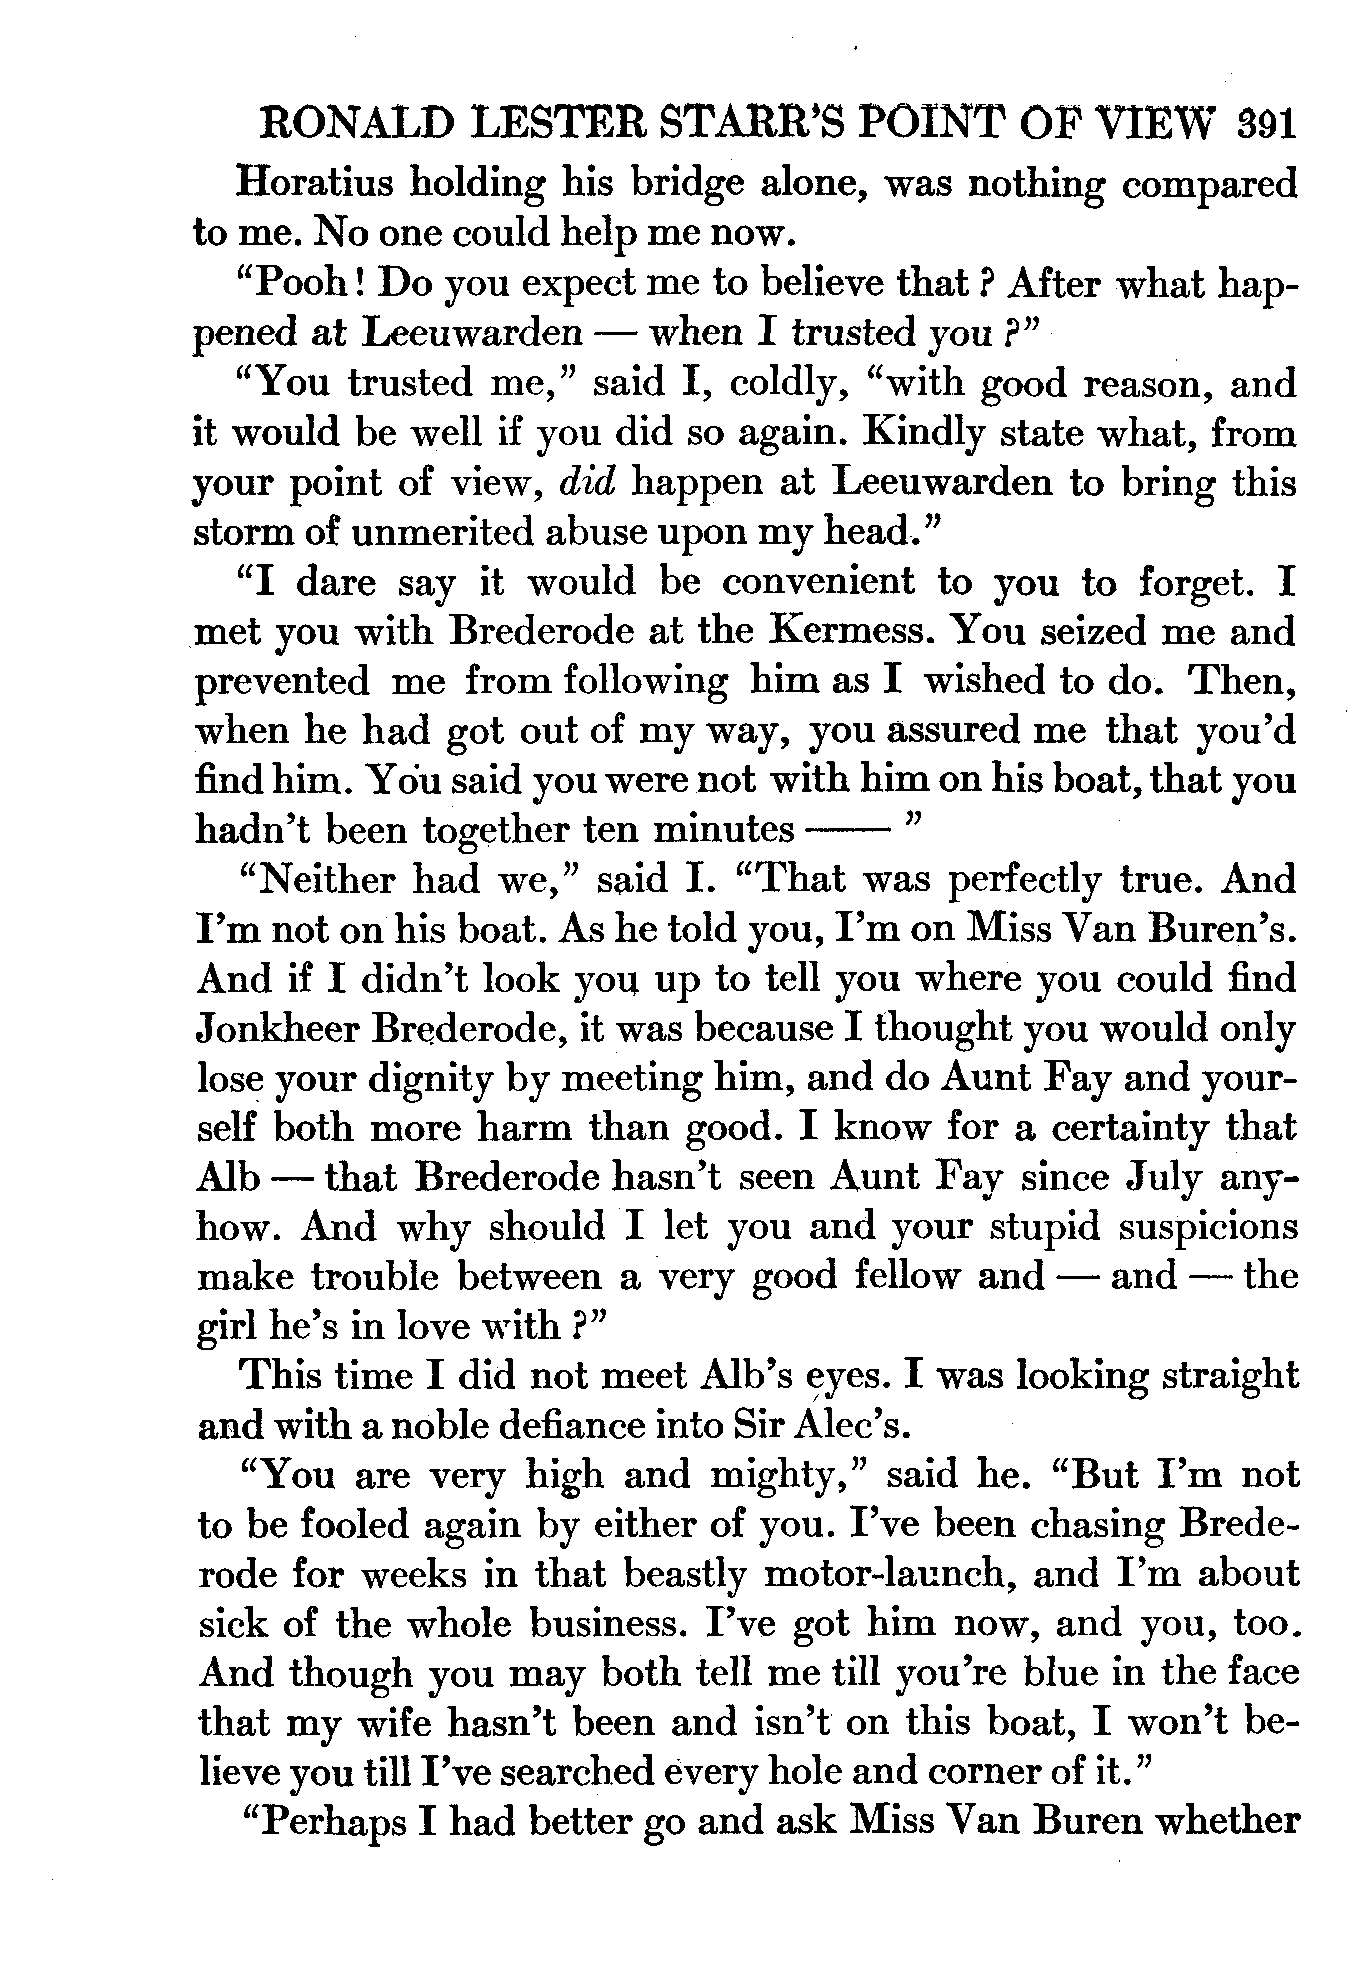 RONALD LESTER STARR'S POINT OF VIEW 391
Horatius holding his bridge alone, was nothing compared
to me. No one could help me now.
"Pooh! Do you expect me to believe that? After what hap-
pened at Leeuwarden — when I trusted you?"
"You trusted me," said I, coldly, "with good reason, and
it would be well if you did so again. Kindly state what, from
your point of view, did happen at Leeuwarden to bring this
storm of unmerited abuse upon my head."
"I dare say it would be convenient to you to forget. I
met you with Brederode at the Kermess. You seized me and
prevented me from following him as I wished to do. Then,
when he had got out of my way, you assured me that you'd
find him. You said you were not with him on his boat, that you
hadn't been together ten minutes —— "
"Neither had we," said I. "That was perfectly true. And
I'm not on his boat. As he told you, I'm on Miss Van Buren's.
And if I didn't look you up to tell you where you could find
Jonkheer Brederode, it was because I thought you would only
lose your dignity by meeting him, and do Aunt Fay and your-
self both more harm than good. I know for a certainty that
Alb — that Brederode hasn't seen Aunt Fay since July any-
how. And why should I let you and your stupid suspicions
make trouble between a very good fellow and — and — the
girl he's in love with?"
This time I did not meet Alb's eyes. I was looking straight
and with a noble defiance into Sir Alec's.
"You are very high and mighty," said he. "But I'm not
to be fooled again by either of you. I've been chasing Brede-
rode for weeks in that beastly motor-launch, and I'm about
sick of the whole business. I've got him now, and you, too.
And though you may both tell me till you're blue in the face
that my wife hasn't been and isn't on this boat, I won't be-
lieve you till I've searched every hole and corner of it."
"Perhaps I had better go and ask Miss Van Buren whether